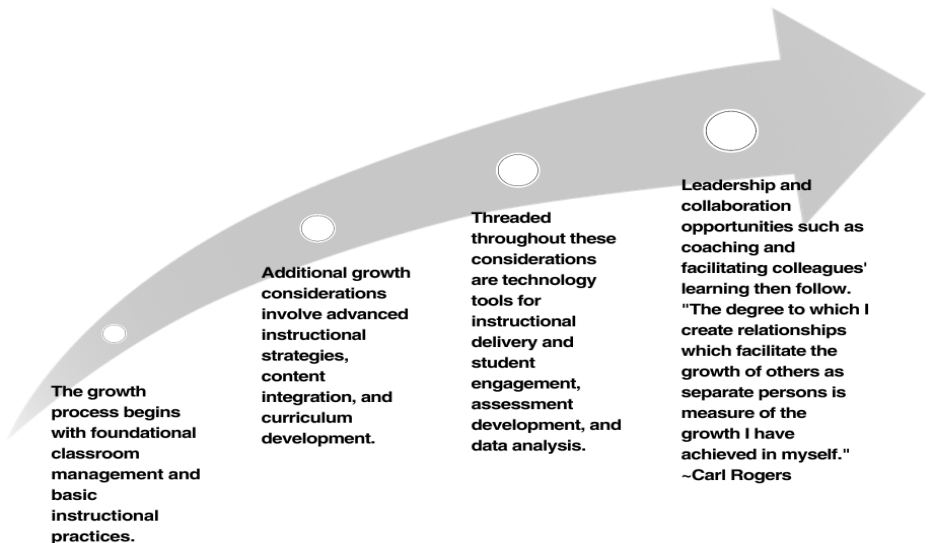 The growth
process begins
with foundational
classroom
management and
basic
instructional
practices.
Additional growth
considerations
involve advanced
instructional
strategies,
content
integration, and
curriculum
development.
Threaded
throughout these
considerations
are technology
tools for
instructional
delivery and
student
engagement,
assessment
development, and
data analysis.
Leadership and
collaboration
opportunities such as
coaching and
facilitating colleagues'
learning then follow.
"The degree to which I
create relationships
which facilitate the
growth of others as
separate persons is
measure of the
growth I have
achieved in myself."
~Carl Rogers